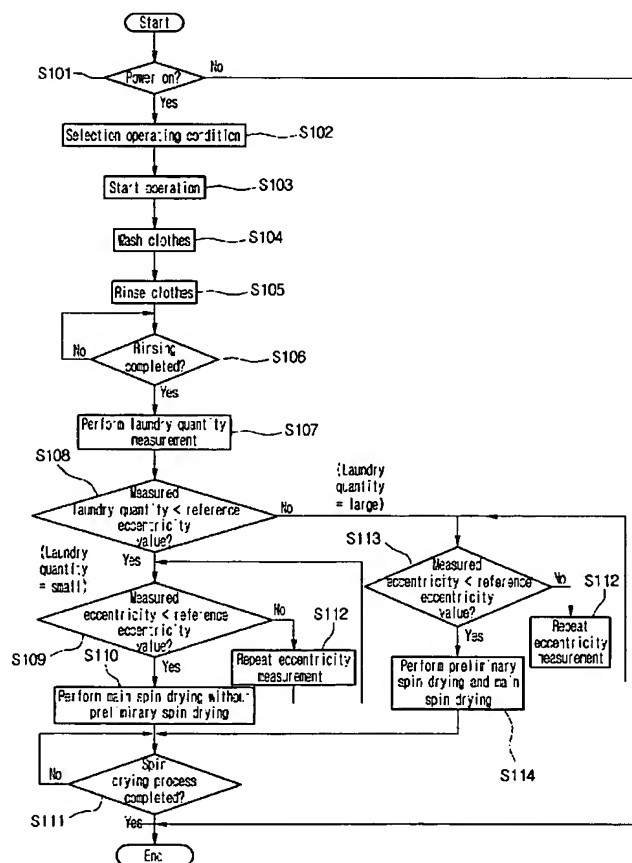 Start
S101
Power on?
No
Yes
Selection operating condition
S102
Start operation
S103
Wash clothes
S104
Rinse clothes
S105
Rinsing
completed?
No
S106
Yes
Perform laundry quantity
measurement
S107
S108
Measured
laundry quantity < reference
eccentricity
value?
No
(Laundry
quantity
= large)
Yes
(Laundry
quantity
= small)
S113
Measured
eccentricity < reference
eccentricity
value?
No
S112
Repeat
eccentricity
measurement
Yes
Measured
eccentricity < reference
eccentricity
value?
No
S112
Repeat eccentricity
measurement
S109
Yes
S110
Perform main spin drying without
preliminary spin drying
Perform preliminary
spin drying and main
spin drying
S114
Spin
drying process
completed?
No
S111
Yes
End